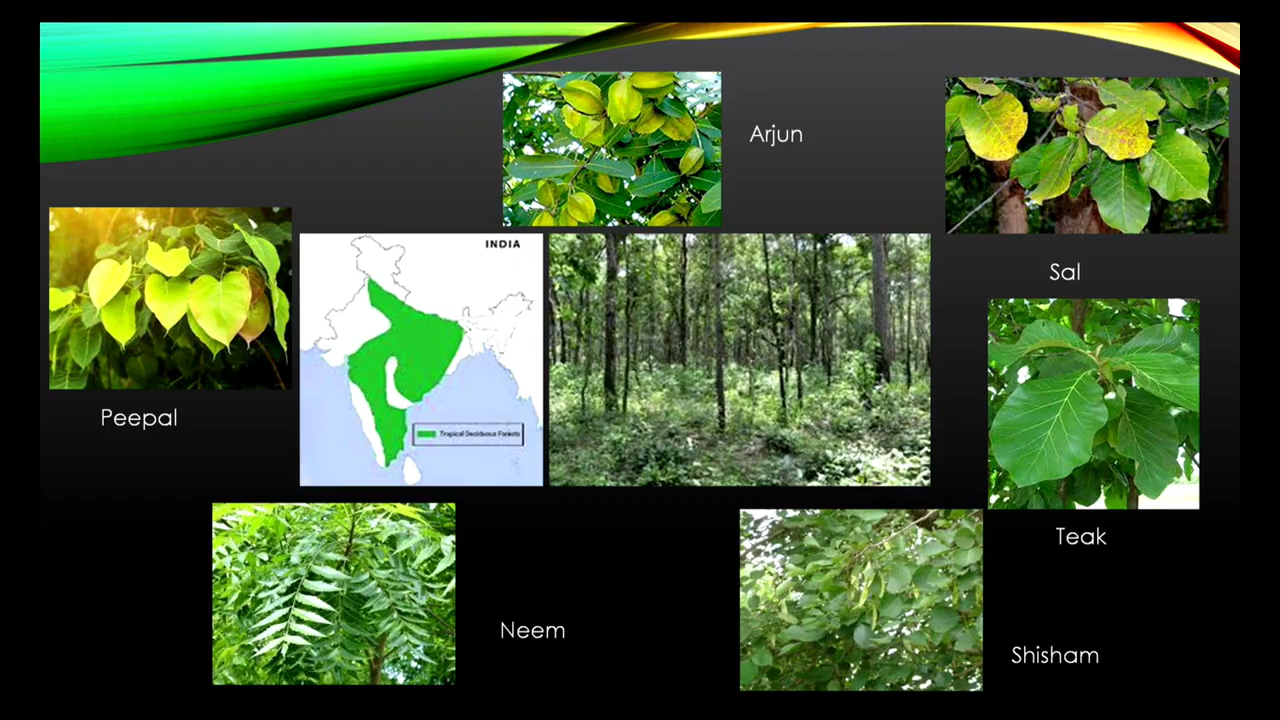 Arjun
Sal
Peepal
INDIA
Tropical Deciduous Forests
Teak
Neem
Shisham